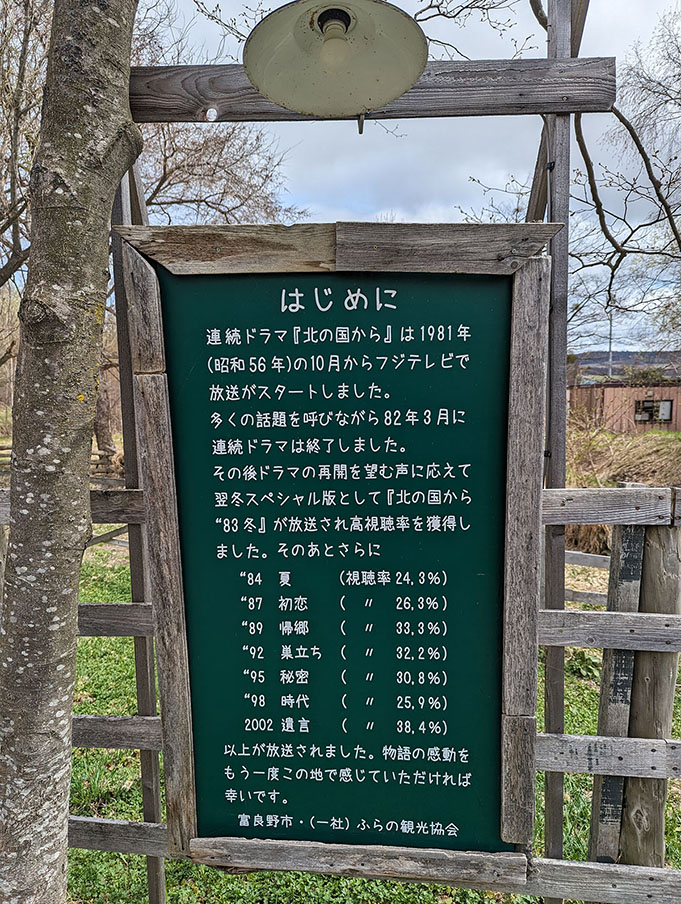 はじめに
連続ドラマ『北の国から』は1981年
(昭和56年)の10月からフジテレビで
放送がスタートしました。
多くの話題を呼びながら82年3月に
連続ドラマは終了しました。
その後ドラマの再開を望む声に応えて
翌冬スペシャル版として『北の国から
“83冬』が放送され高視聴率を獲得し
ました。そのあとさらに
“84 夏 (視聴率24,3%)
“87 初恋 ( 〃 26,3%)
“89 帰郷 ( 〃 33,3%)
“92 巣立ち ( 〃 32,2%)
“95 秘密 ( 〃 30,8%)
“98 時代 ( 〃 25,9%)
2002 遺言 ( 〃 38,4%)
以上が放送されました。物語の感動を
もう一度この地で感じていただければ
幸いです。
富良野市・(一社)ふらの観光協会